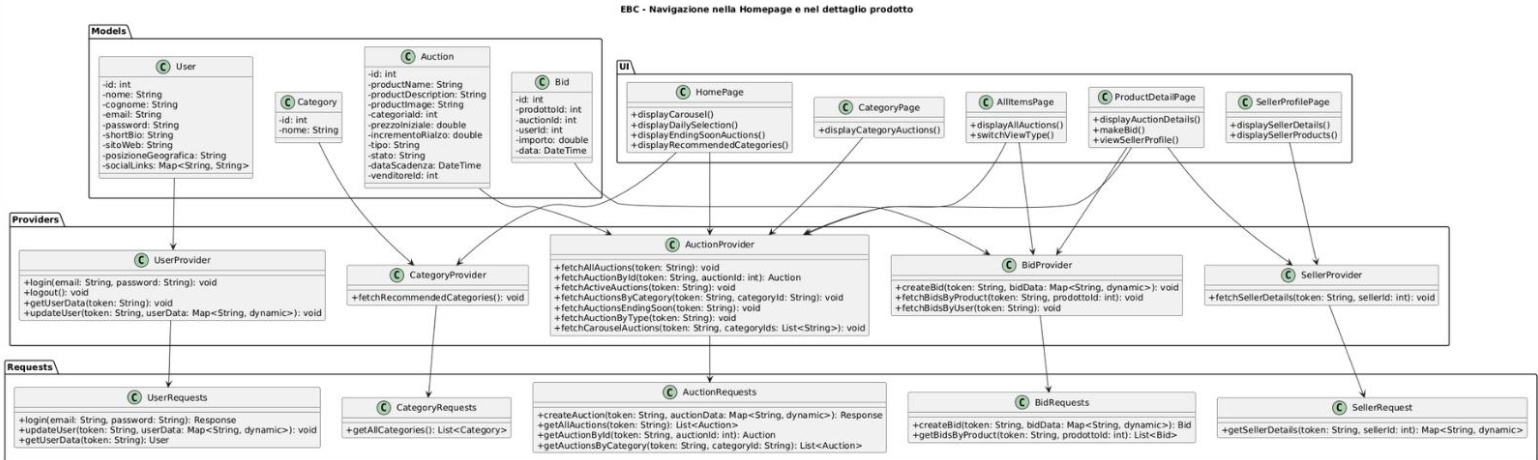 EBC - Navigazione nella Homepage e nel dettaglio prodotto
Models
C User
-id: int
-nome: String
-cognome: String
-email: String
-password: String
-shortBio: String
-sitoWeb: String
-posizioneGeografica: String
-socialLinks: Map<String, String>
C Category
-id: int
-nome: String
C Auction
-id: int
-productName: String
-productDescription: String
-productImage: String
-categoriaId: int
-prezzoIniziale: double
-incrementoRialzo: double
-tipo: String
-stato: String
-dataScadenza: DateTime
-venditoreId: int
C Bid
-id: int
-prodottoId: int
-auctionId: int
-userId: int
-importo: double
-data: DateTime
UI
C HomePage
+displayCarousel()
+displayDailySelection()
+displayEndingSoonAuctions()
+displayRecommendedCategories()
C CategoryPage
+displayCategoryAuctions()
C AllItemsPage
+displayAllAuctions()
+switchViewType()
C ProductDetailPage
+displayAuctionDetails()
+makeBid()
+viewSellerProfile()
C SellerProfilePage
+displaySellerDetails()
+displaySellerProducts()
Providers
C UserProvider
+login(email: String, password: String): void
+logout(): void
+getUserData(token: String): void
+updateUser(token: String, userData: Map<String, dynamic>): void
C CategoryProvider
+fetchRecommendedCategories(): void
C AuctionProvider
+fetchAllAuctions(token: String): void
+fetchAuctionById(token: String, auctionId: int): Auction
+fetchActiveAuctions(token: String): void
+fetchAuctionsByCategory(token: String, categoryId: String): void
+fetchAuctionsEndingSoon(token: String): void
+fetchAuctionByType(token: String): void
+fetchCarouselAuctions(token: String, categoryIds: List<String>): void
C BidProvider
+createBid(token: String, bidData: Map<String, dynamic>): void
+fetchBidsByProduct(token: String, prodottoId: int): void
+fetchBidsByUser(token: String): void
C SellerProvider
+fetchSellerDetails(token: String, sellerId: int): void
Requests
C UserRequests
+login(email: String, password: String): Response
+updateUser(token: String, userData: Map<String, dynamic>): void
+getUserData(token: String): User
C CategoryRequests
+getAllCategories(): List<Category>
C AuctionRequests
+createAuction(token: String, auctionData: Map<String, dynamic>): Response
+getAllAuctions(token: String): List<Auction>
+getAuctionById(token: String, auctionId: int): Auction
+getAuctionsByCategory(token: String, categoryId: String): List<Auction>
C BidRequests
+createBid(token: String, bidData: Map<String, dynamic>): Bid
+getBidsByProduct(token: String, prodottoId: int): List<Bid>
C SellerRequest
+getSellerDetails(token: String, sellerId: int): Map<String, dynamic>